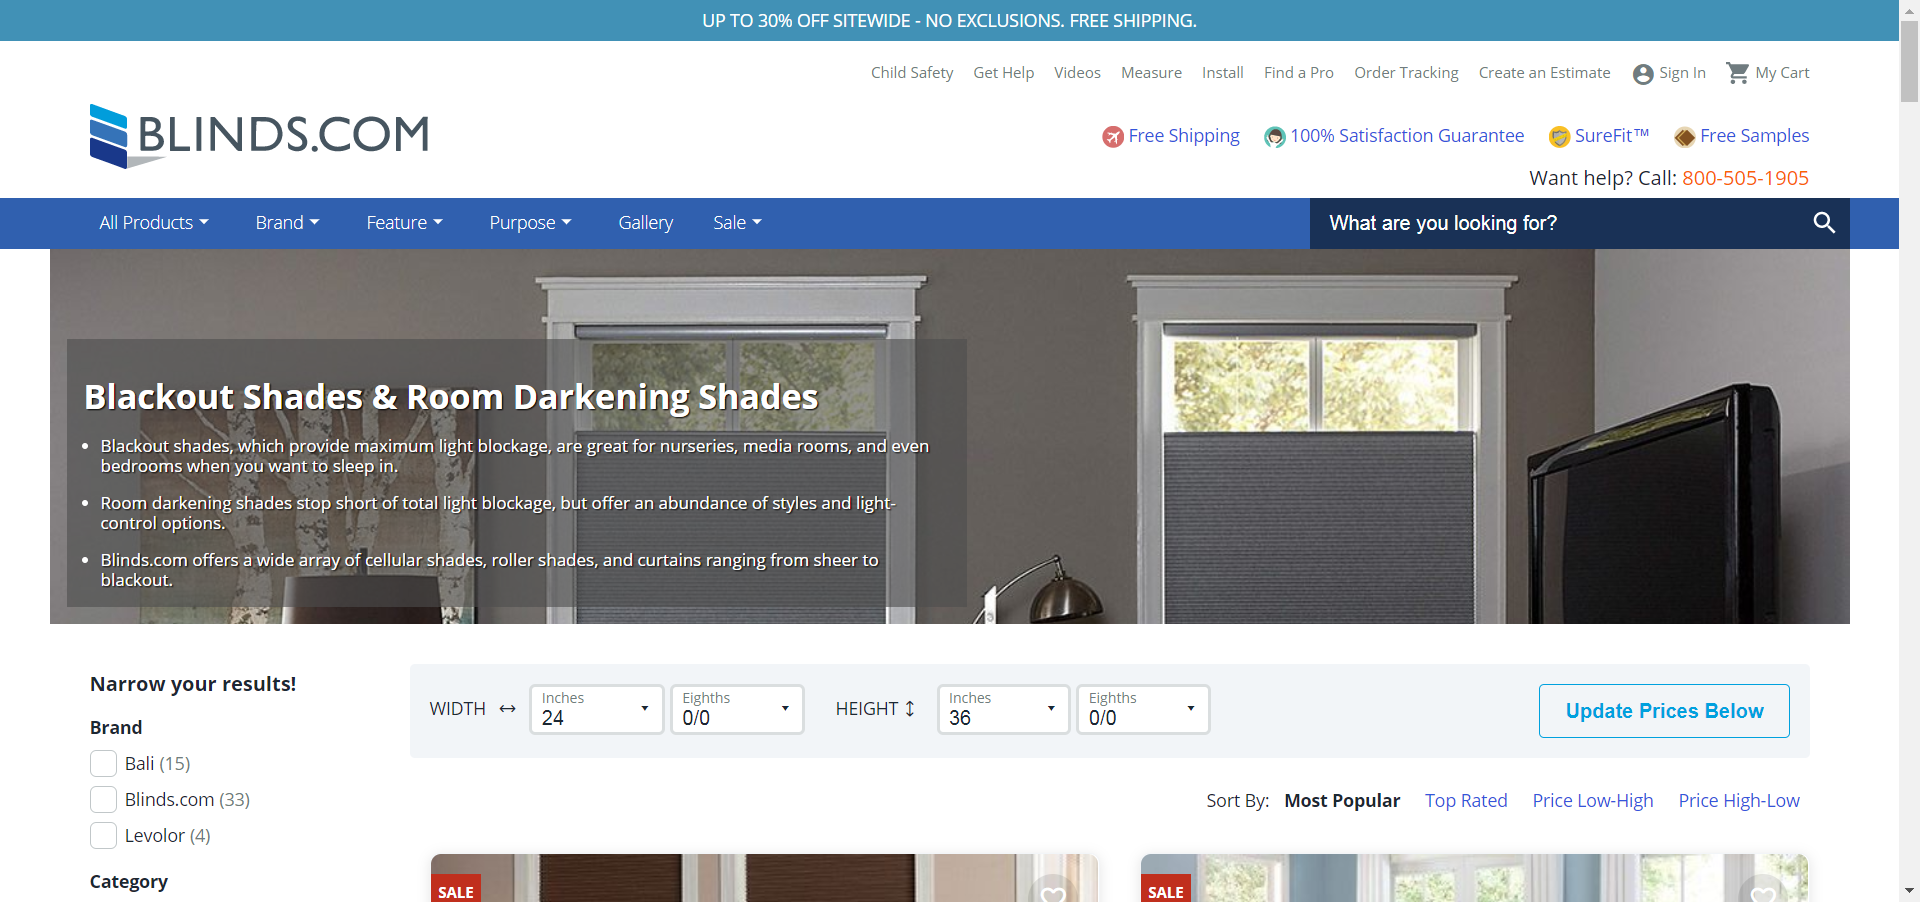 UP TO 30% OFF SITEWIDE - NO EXCLUSIONS. FREE SHIPPING.
Child Safety Get Help Videos Measure Install Find a Pro Order Tracking Create an Estimate Sign In My Cart
BLINDS.COM
Free Shipping 100% Satisfaction Guarantee SureFit™ Free Samples
Want help? Call: 800-505-1905
All Products Brand Feature Purpose Gallery Sale What are you looking for?
Blackout Shades & Room Darkening Shades
• Blackout shades, which provide maximum light blockage, are great for nurseries, media rooms, and even
bedrooms when you want to sleep in.
• Room darkening shades stop short of total light blockage, but offer an abundance of styles and light-
control options.
• Blinds.com offers a wide array of cellular shades, roller shades, and curtains ranging from sheer to
blackout.
Narrow your results!
Brand
Bali (15)
Blinds.com (33)
Levolor (4)
Category
WIDTH Inches 24 Eighths 0/0 HEIGHT Inches 36 Eighths 0/0 Update Prices Below
Sort By: Most Popular Top Rated Price Low-High Price High-Low
SALE SALE